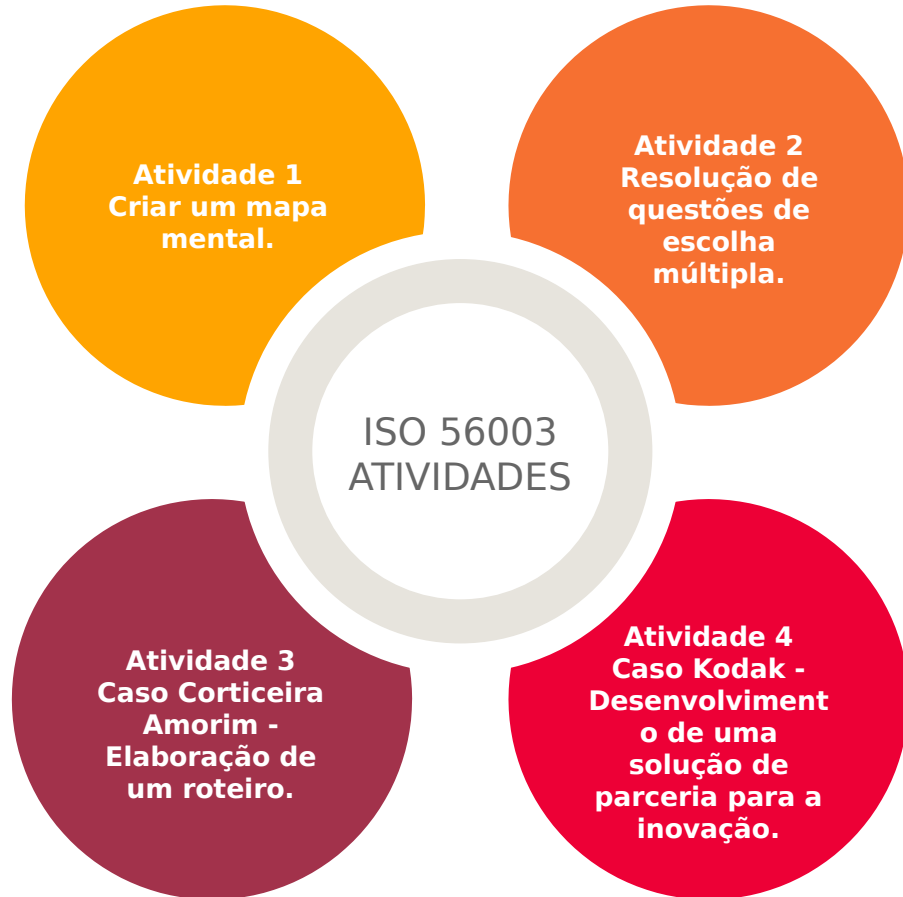 Atividade 1
Criar um mapa
mental.
Atividade 2
Resolução de
questões de
escolha
múltipla.
ISO 56003
ATIVIDADES
Atividade 3
Caso Corticeira
Amorim -
Elaboração de
um roteiro.
Atividade 4
Caso Kodak -
Desenvolviment
o de uma
solução de
parceria para a
inovação.